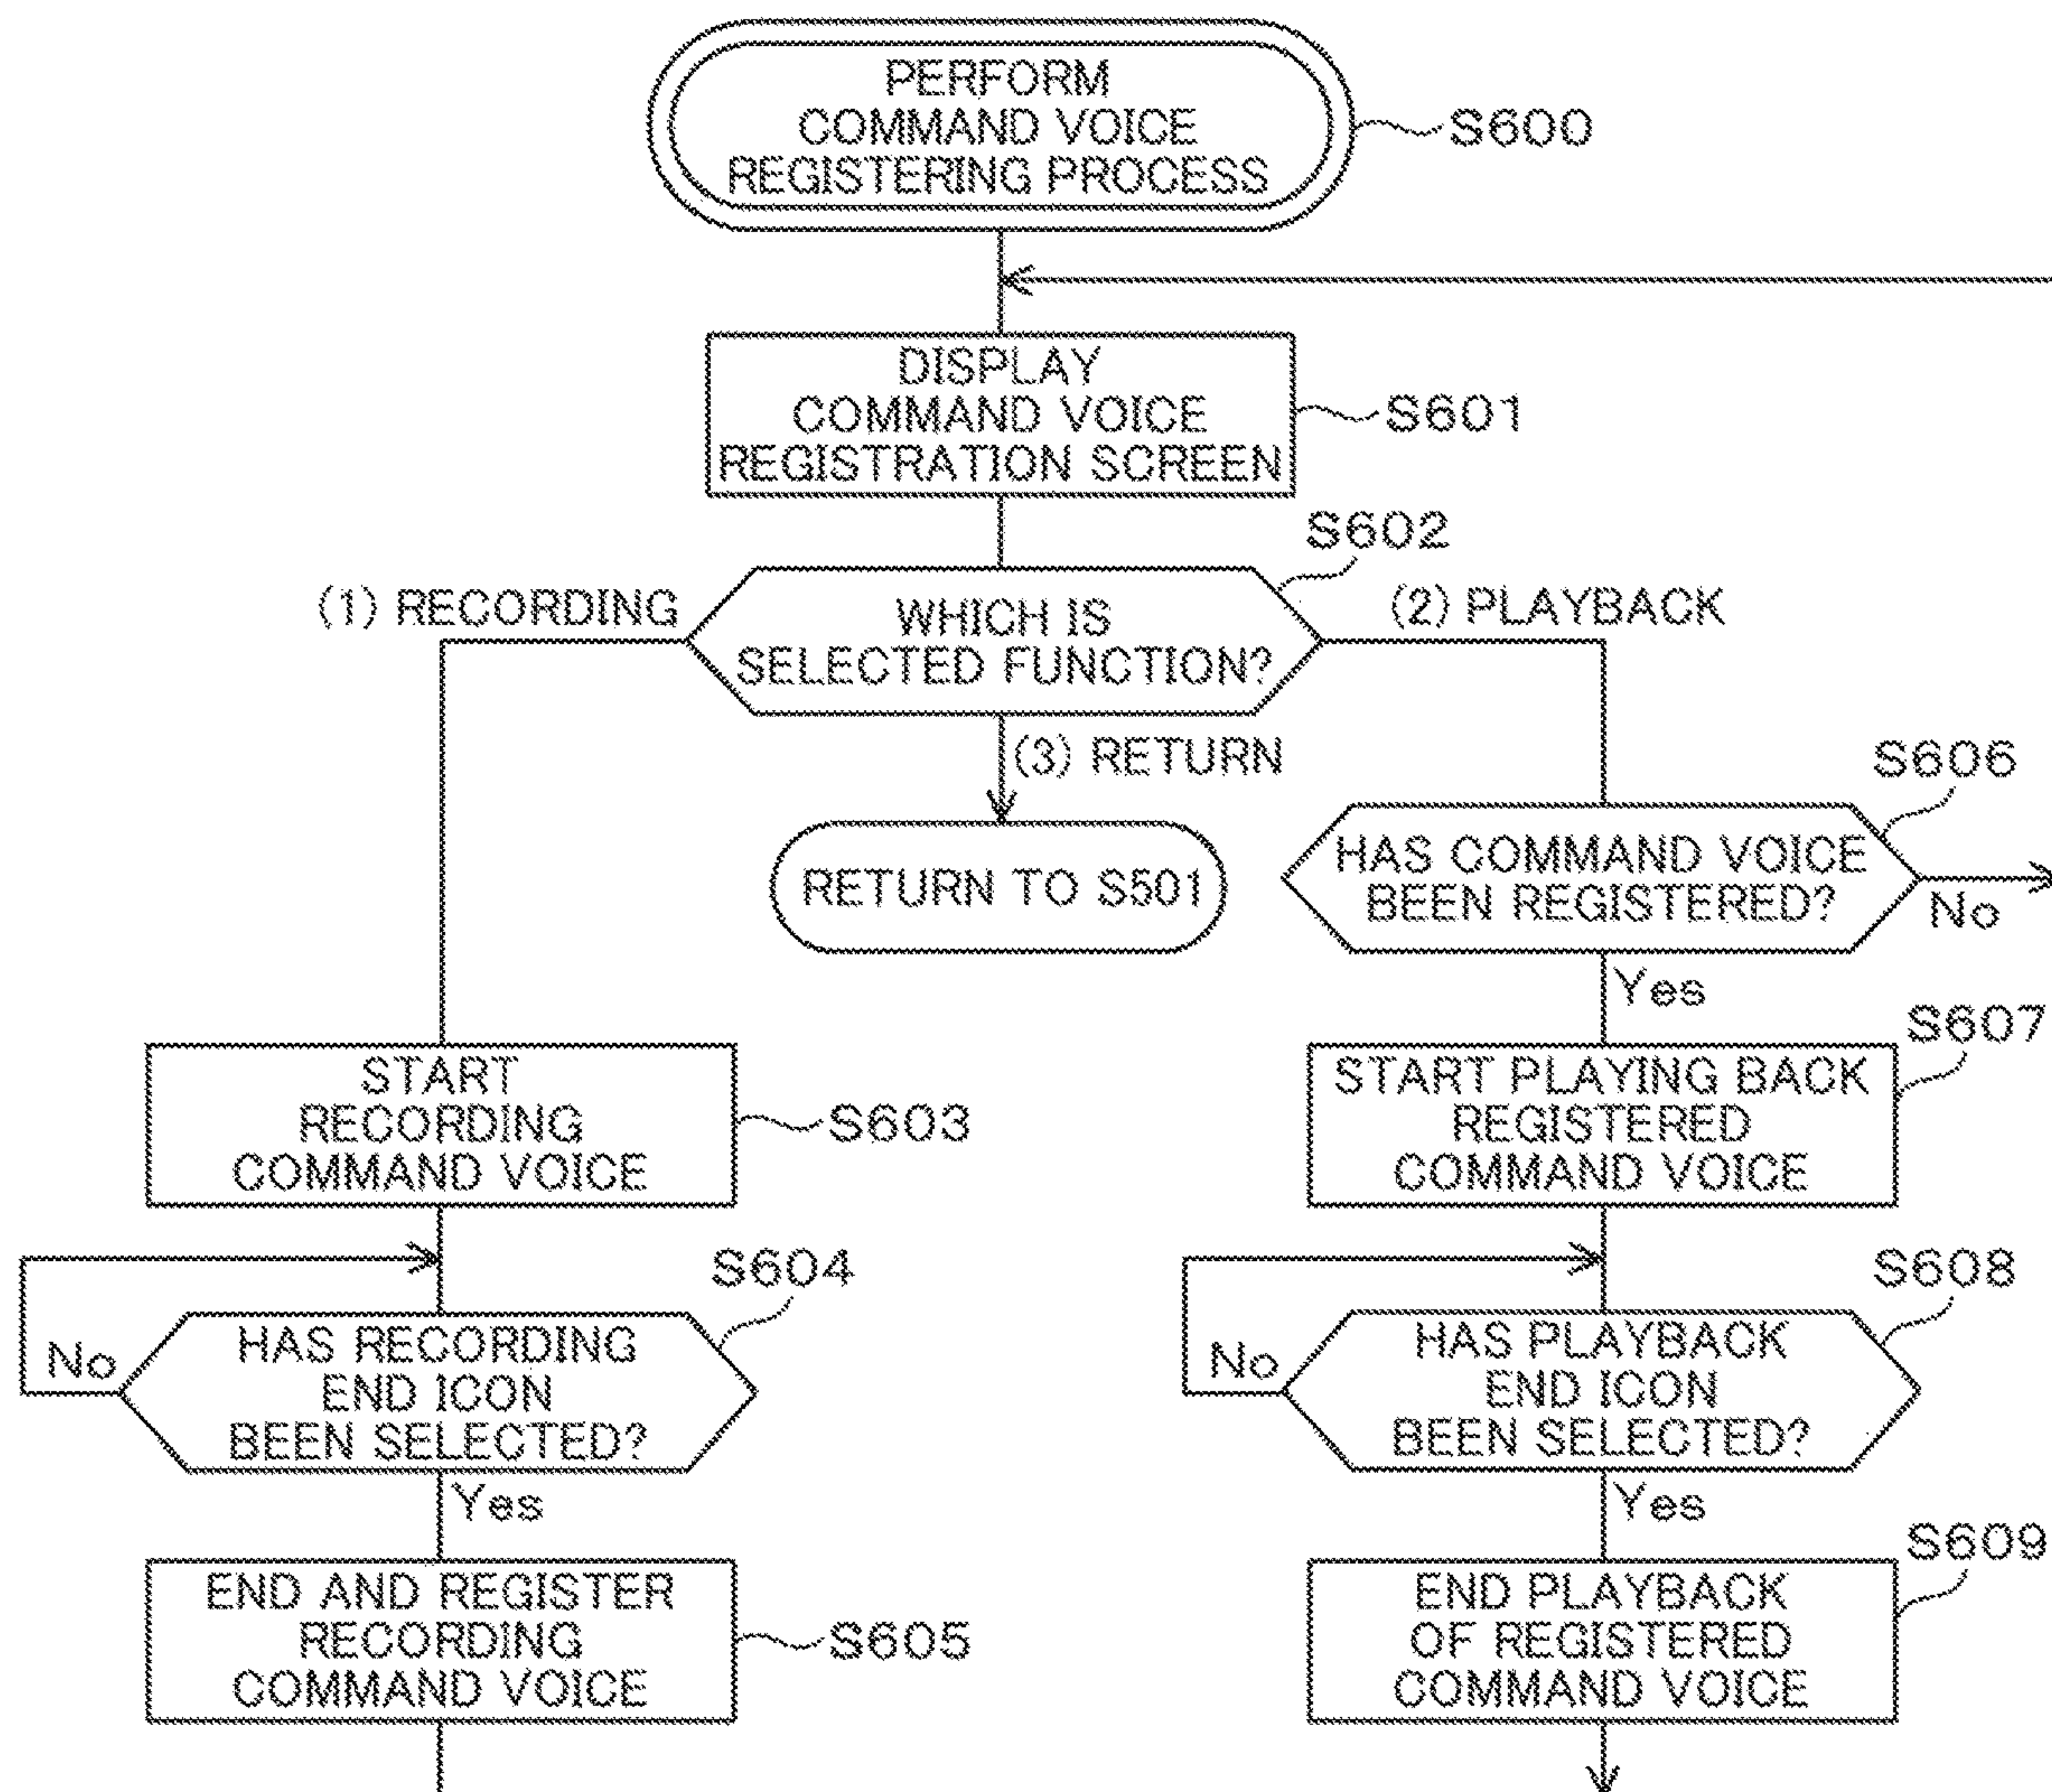 PERFORM
COMMAND VOICE
REGISTERING PROCESS
S600
DISPLAY
COMMAND VOICE
REGISTRATION SCREEN
S601
S602
(1) RECORDING
WHICH IS
SELECTED FUNCTION?
(2) PLAYBACK
(3) RETURN
RETURN TO S501
S606
HAS COMMAND VOICE
BEEN REGISTERED?
No
Yes
START
RECORDING
COMMAND VOICE
S603
S607
START PLAYING BACK
REGISTERED
COMMAND VOICE
S604
HAS RECORDING
END ICON
BEEN SELECTED?
No
Yes
S608
HAS PLAYBACK
END ICON
BEEN SELECTED?
No
Yes
END AND REGISTER
RECORDING
COMMAND VOICE
S605
S609
END PLAYBACK
OF REGISTERED
COMMAND VOICE